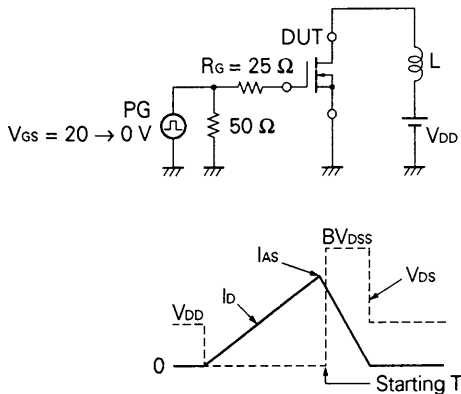 DUT
L
RG = 25 Ω
PG
50 Ω
VGS = 20 → 0 V
VDD
BVDSS
IAS
ID
VDS
VDD
0
Starting T